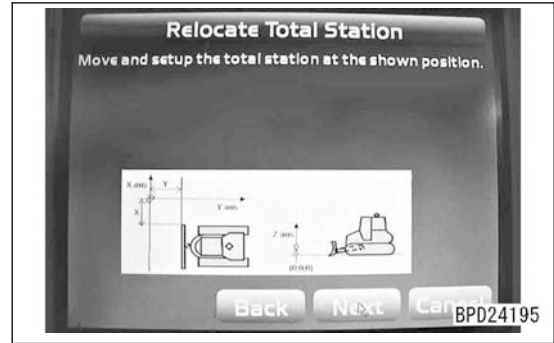 Relocate Total Station
Move and setup the total station at the shown position.
X axis
Y
X
Y axis
Z axis
(0,0,0)
Back
Next
Cancel
BPD24195